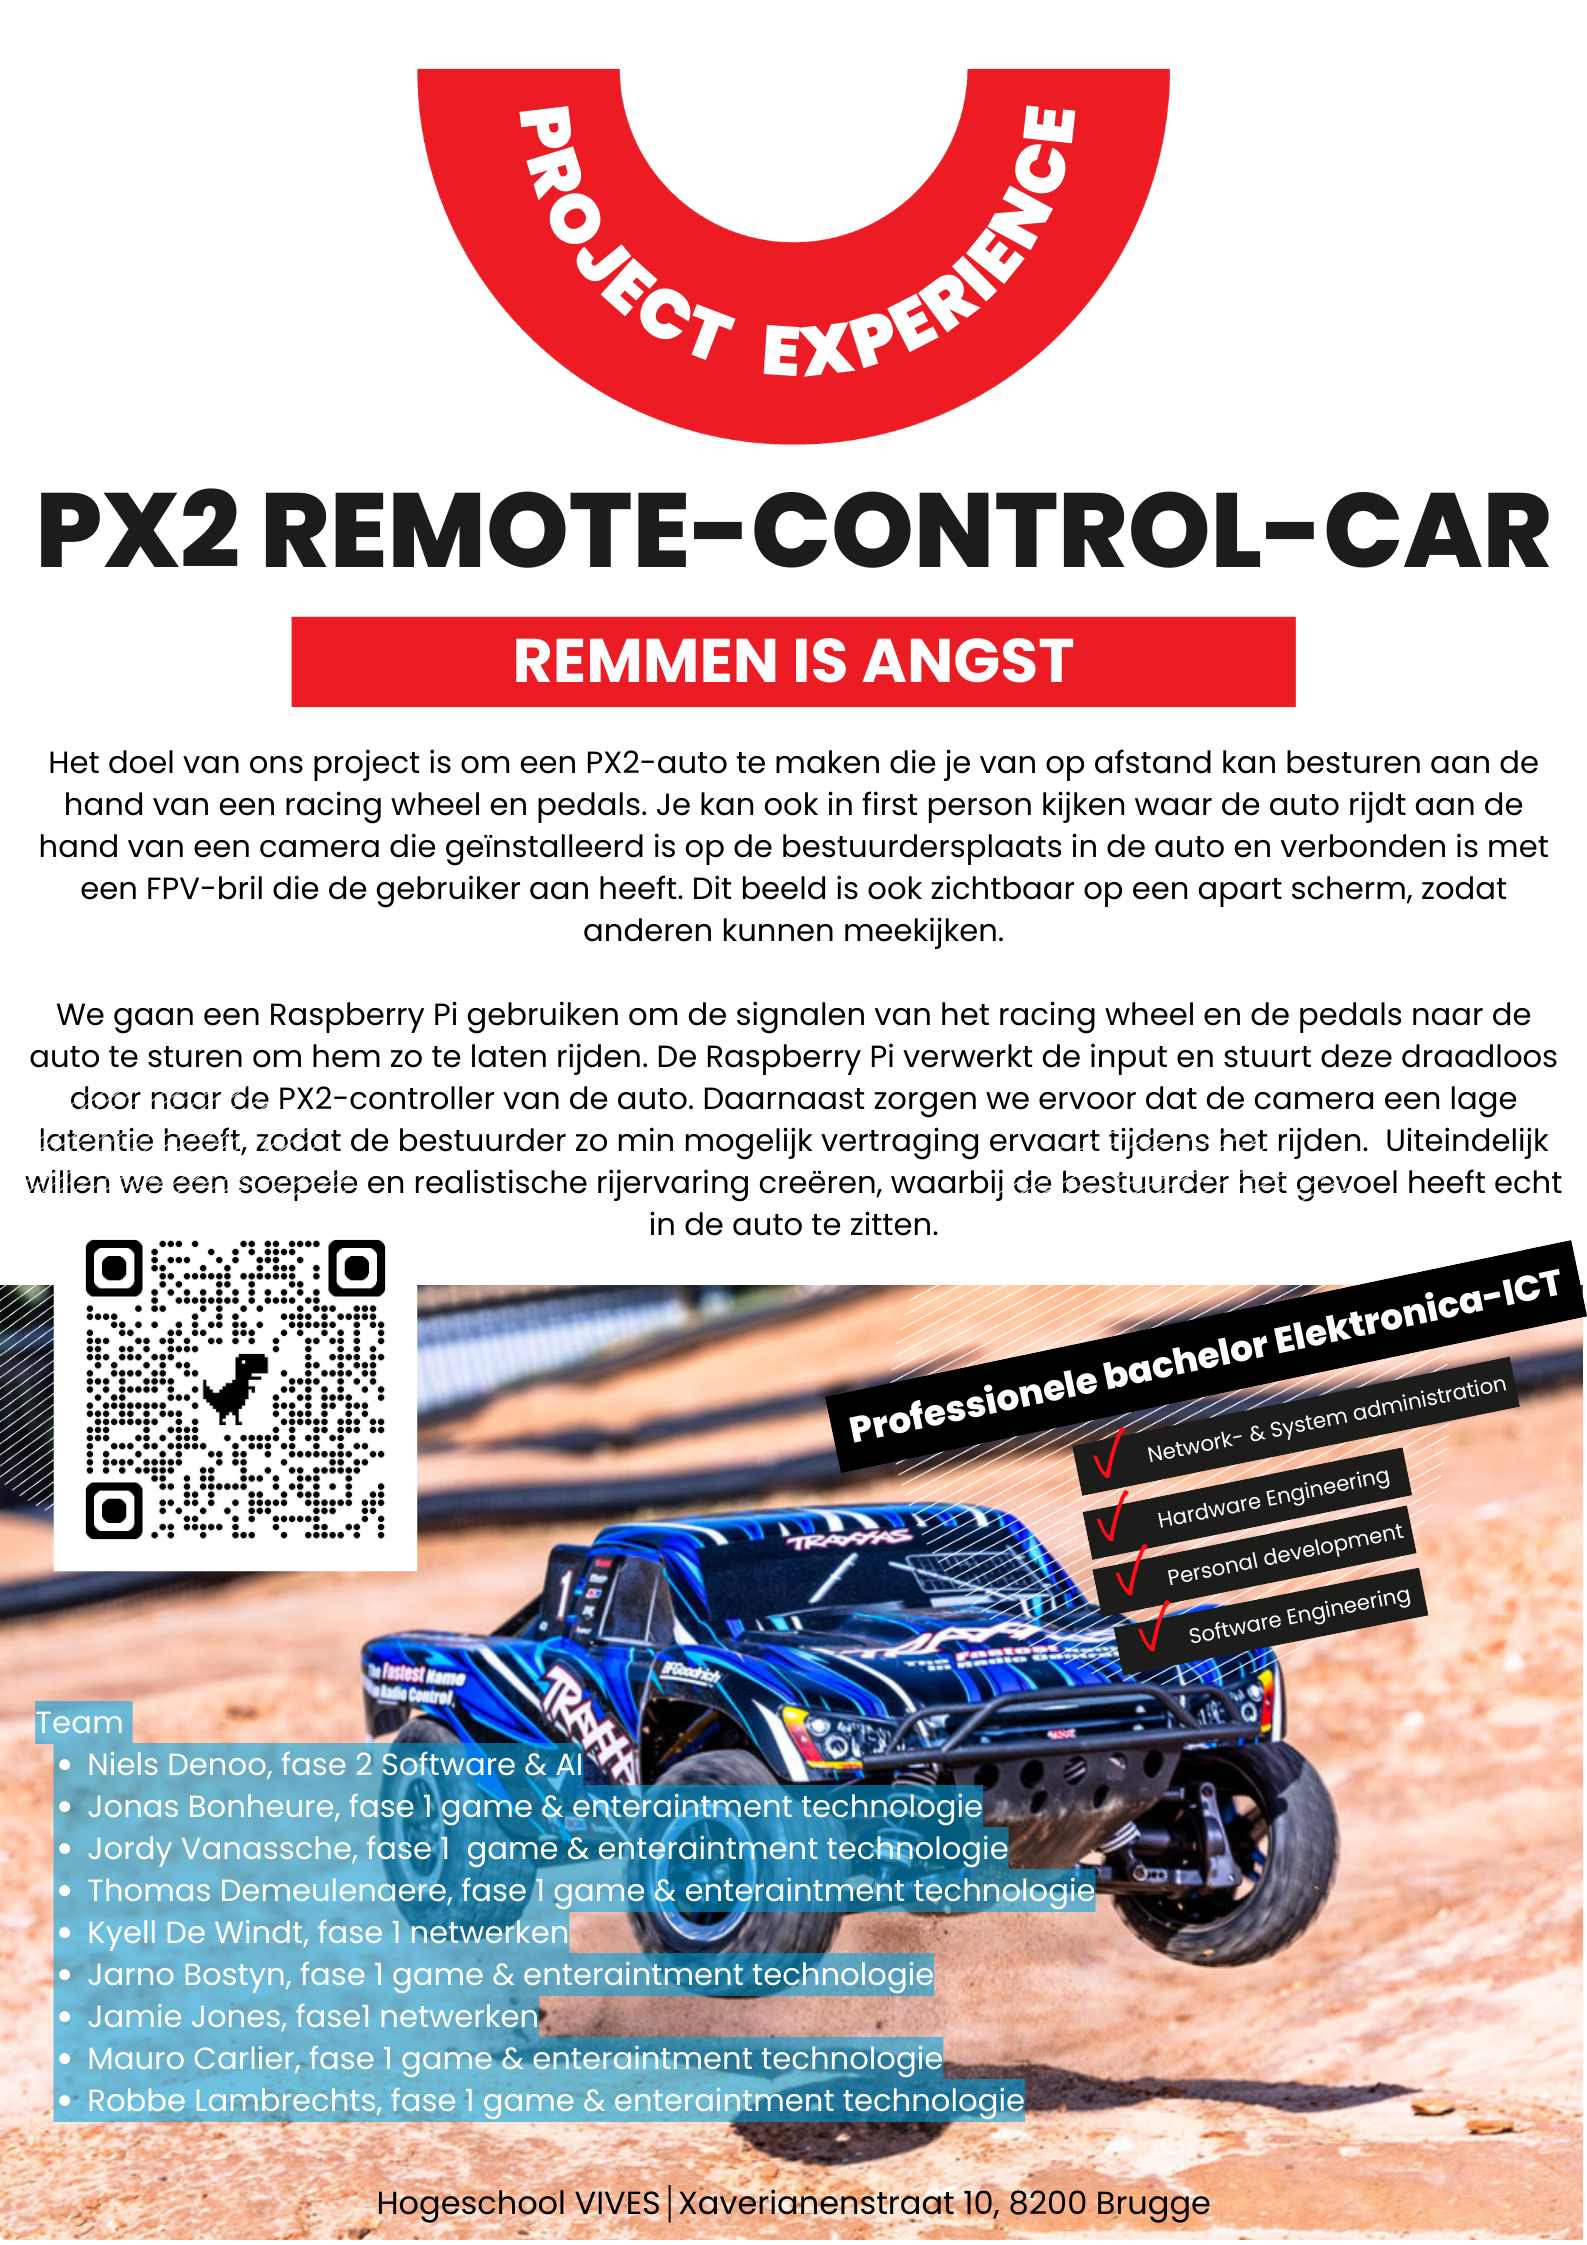 PROJECT EXPERIENCE
PX2 REMOTE-CONTROL-CAR
REMMEN IS ANGST
Het doel van ons project is om een PX2-auto te maken die je van op afstand kan besturen aan de
hand van een racing wheel en pedals. Je kan ook in first person kijken waar de auto rijdt aan de
hand van een camera die geïnstalleerd is op de bestuurdersplaats in de auto en verbonden is met
een FPV-bril die de gebruiker aan heeft. Dit beeld is ook zichtbaar op een apart scherm, zodat
anderen kunnen meekijken.
We gaan een Raspberry Pi gebruiken om de signalen van het racing wheel en de pedals naar de
auto te sturen om hem zo te laten rijden. De Raspberry Pi verwerkt de input en stuurt deze draadloos
door naar de PX2-controller van de auto. Daarnaast zorgen we ervoor dat de camera een lage
latentie heeft, zodat de bestuurder zo min mogelijk vertraging ervaart tijdens het rijden. Uiteindelijk
willen we een soepele en realistische rijervaring creëren, waarbij de bestuurder het gevoel heeft echt
in de auto te zitten.
Professionele bachelor Elektronica-ICT
Network- & System administration
Hardware Engineering
Personal development
Software Engineering
TRAXXAS
1
BFGoodrich
The Fastest Name
in Radio Control
TRAXXAS
Team
• Niels Denoo, fase 2 Software & AI
• Jonas Bonheure, fase 1 game & enteraintment technologie
• Jordy Vanassche, fase 1 game & enteraintment technologie
• Thomas Demeulenaere, fase 1 game & enteraintment technologie
• Kyell De Windt, fase 1 netwerken
• Jarno Bostyn, fase 1 game & enteraintment technologie
• Jamie Jones, fase1 netwerken
• Mauro Carlier, fase 1 game & enteraintment technologie
• Robbe Lambrechts, fase 1 game & enteraintment technologie
Hogeschool VIVES | Xaverianenstraat 10, 8200 Brugge